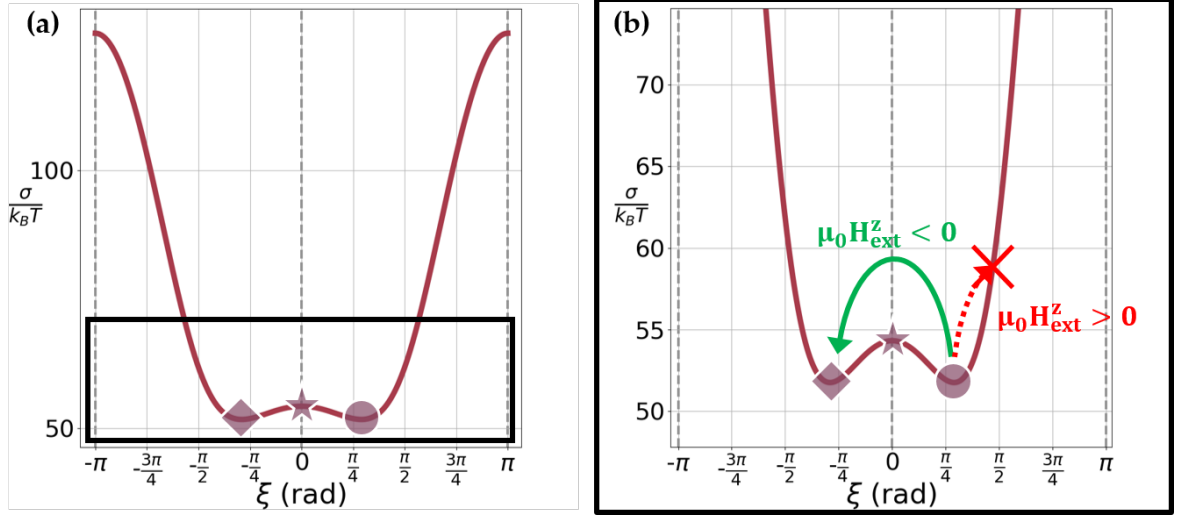 (a)
100
50
σ
k_BT
-π
-3π/4
-π/2
-π/4
0
π/4
π/2
3π/4
π
ξ (rad)
(b)
70
65
60
55
50
σ
k_BT
μ₀H^z_ext < 0
μ₀H^z_ext > 0
-π
-3π/4
-π/2
-π/4
0
π/4
π/2
3π/4
π
ξ (rad)